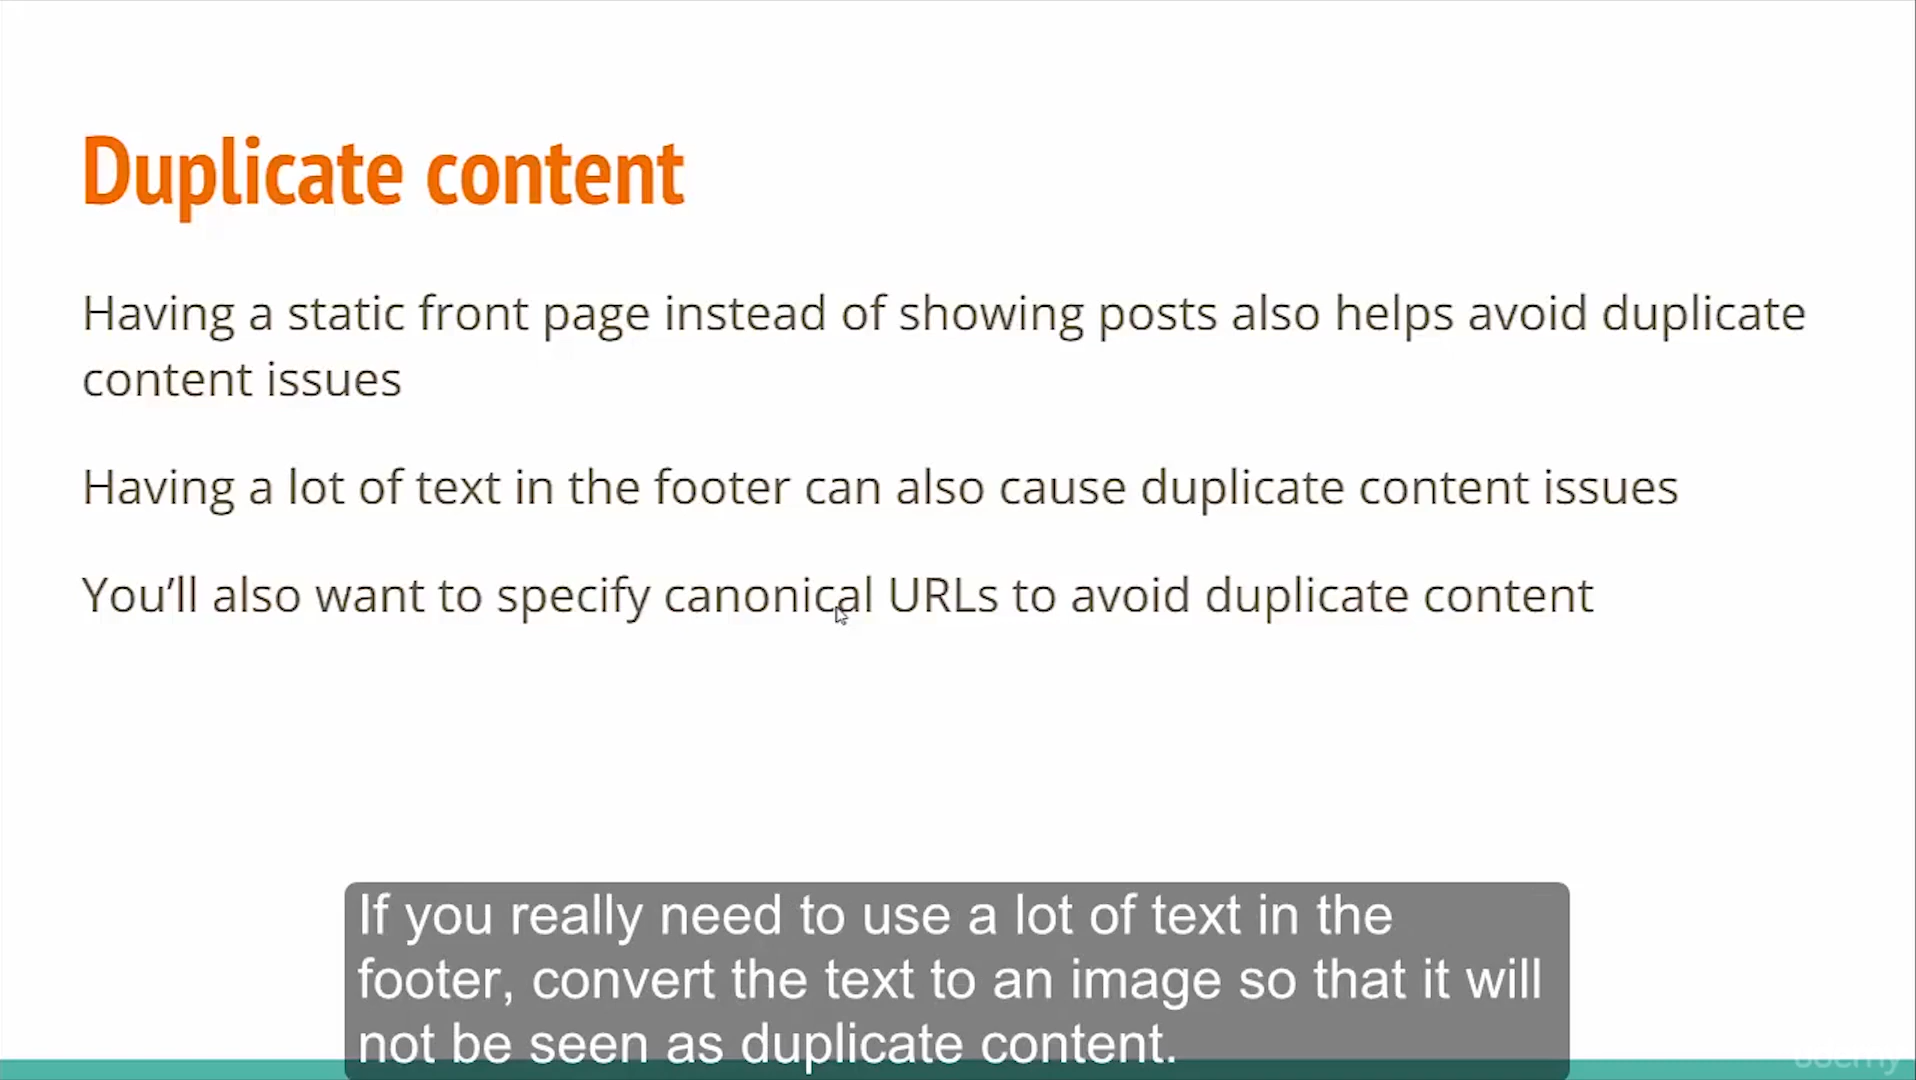 Duplicate content
Having a static front page instead of showing posts also helps avoid duplicate
content issues
Having a lot of text in the footer can also cause duplicate content issues
You’ll also want to specify canonical URLs to avoid duplicate content
If you really need to use a lot of text in the
footer, convert the text to an image so that it will
not be seen as duplicate content.